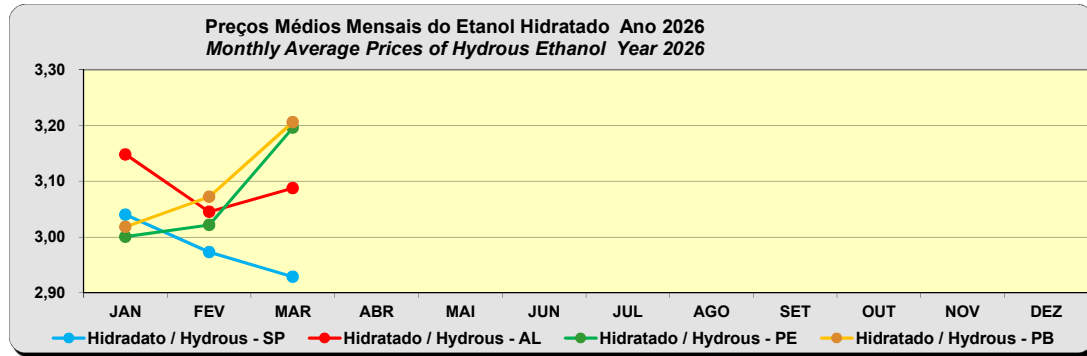 Preços Médios Mensais do Etanol Hidratado  Ano 2026
Monthly Average Prices of Hydrous Ethanol  Year 2026
3,30
3,20
3,10
3,00
2,90
JAN FEV MAR ABR MAI JUN JUL AGO SET OUT NOV DEZ
Hidradato / Hydrous - SP Hidratado / Hydrous - AL Hidratado / Hydrous - PE Hidratado / Hydrous - PB